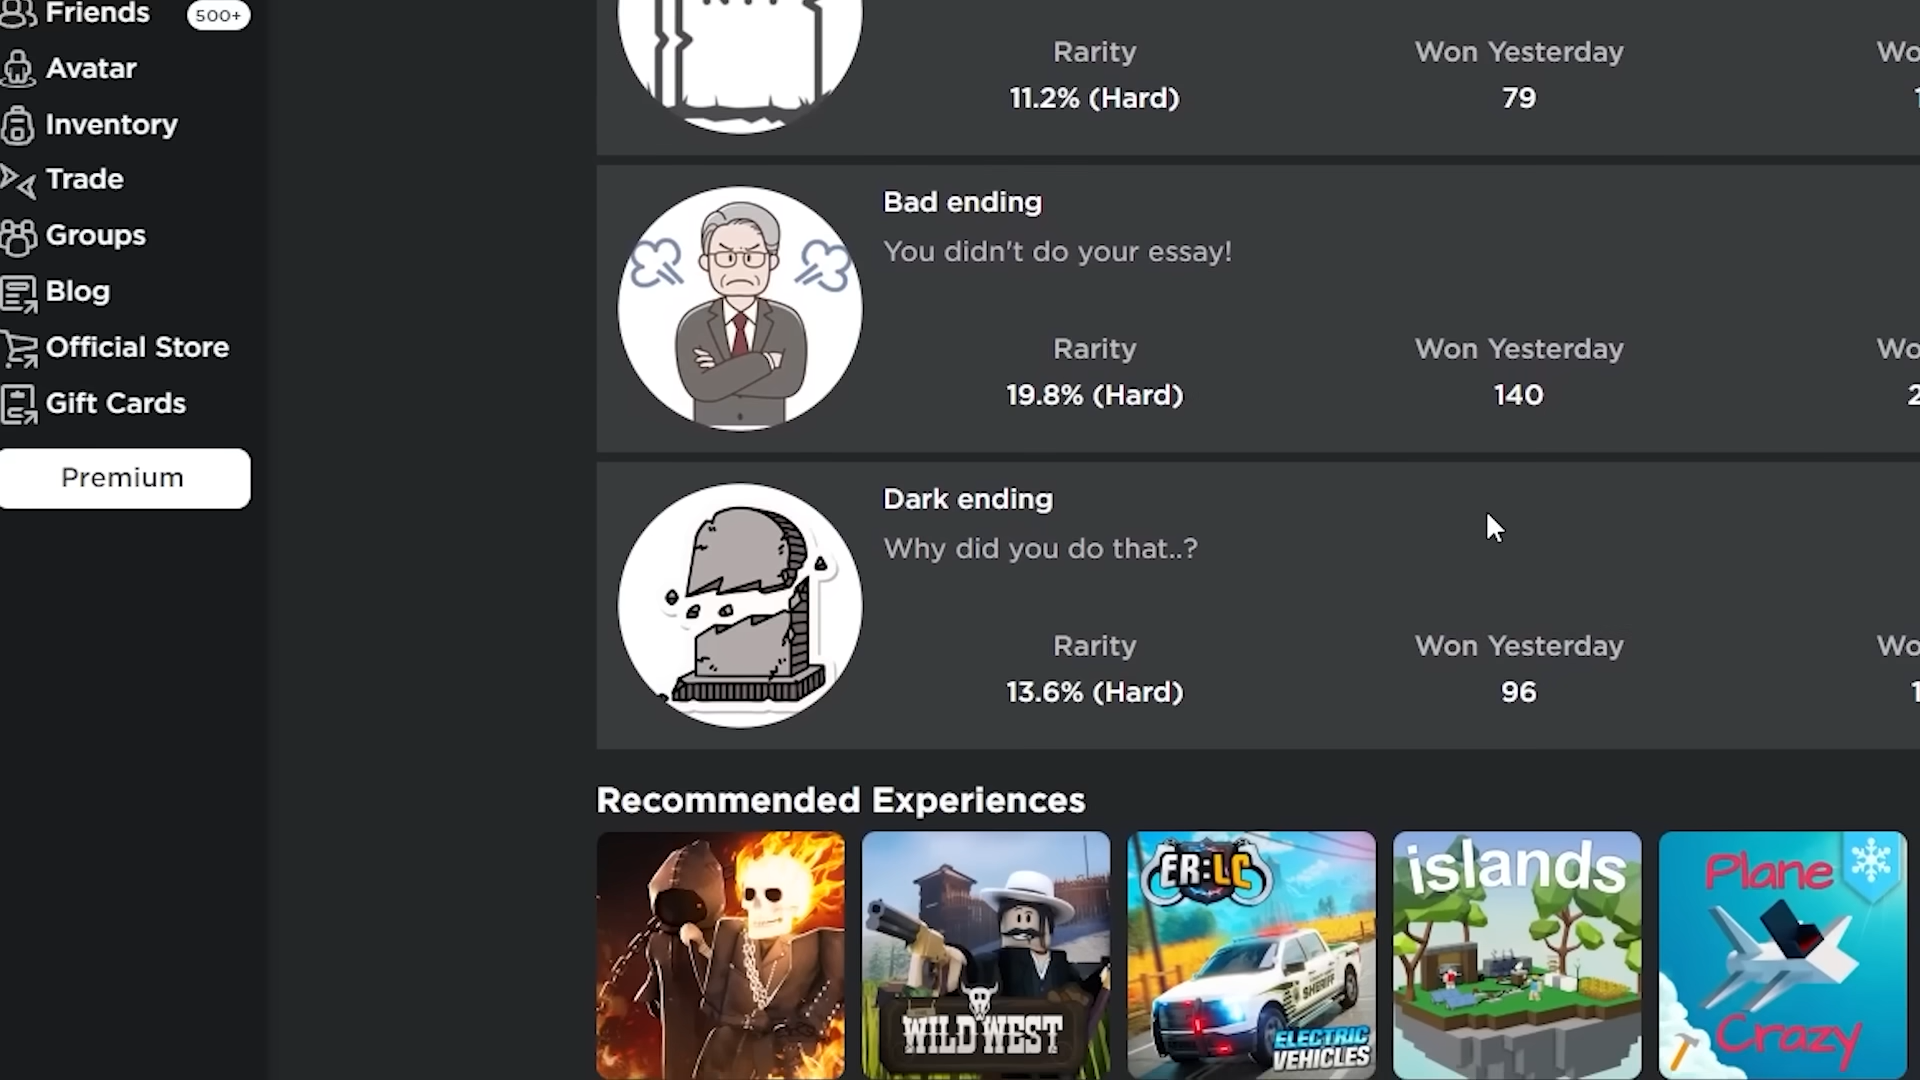 Friends 500+
Avatar
Inventory
Trade
Groups
Blog
Official Store
Gift Cards
Premium
Rarity Won Yesterday
11.2% (Hard) 79
Bad ending
You didn't do your essay!
Rarity Won Yesterday
19.8% (Hard) 140
Dark ending
Why did you do that..?
Rarity Won Yesterday
13.6% (Hard) 96
Recommended Experiences
WILD WEST
ER:LC
SHERIFF
ELECTRIC
VEHICLES
islands
Plane
Crazy